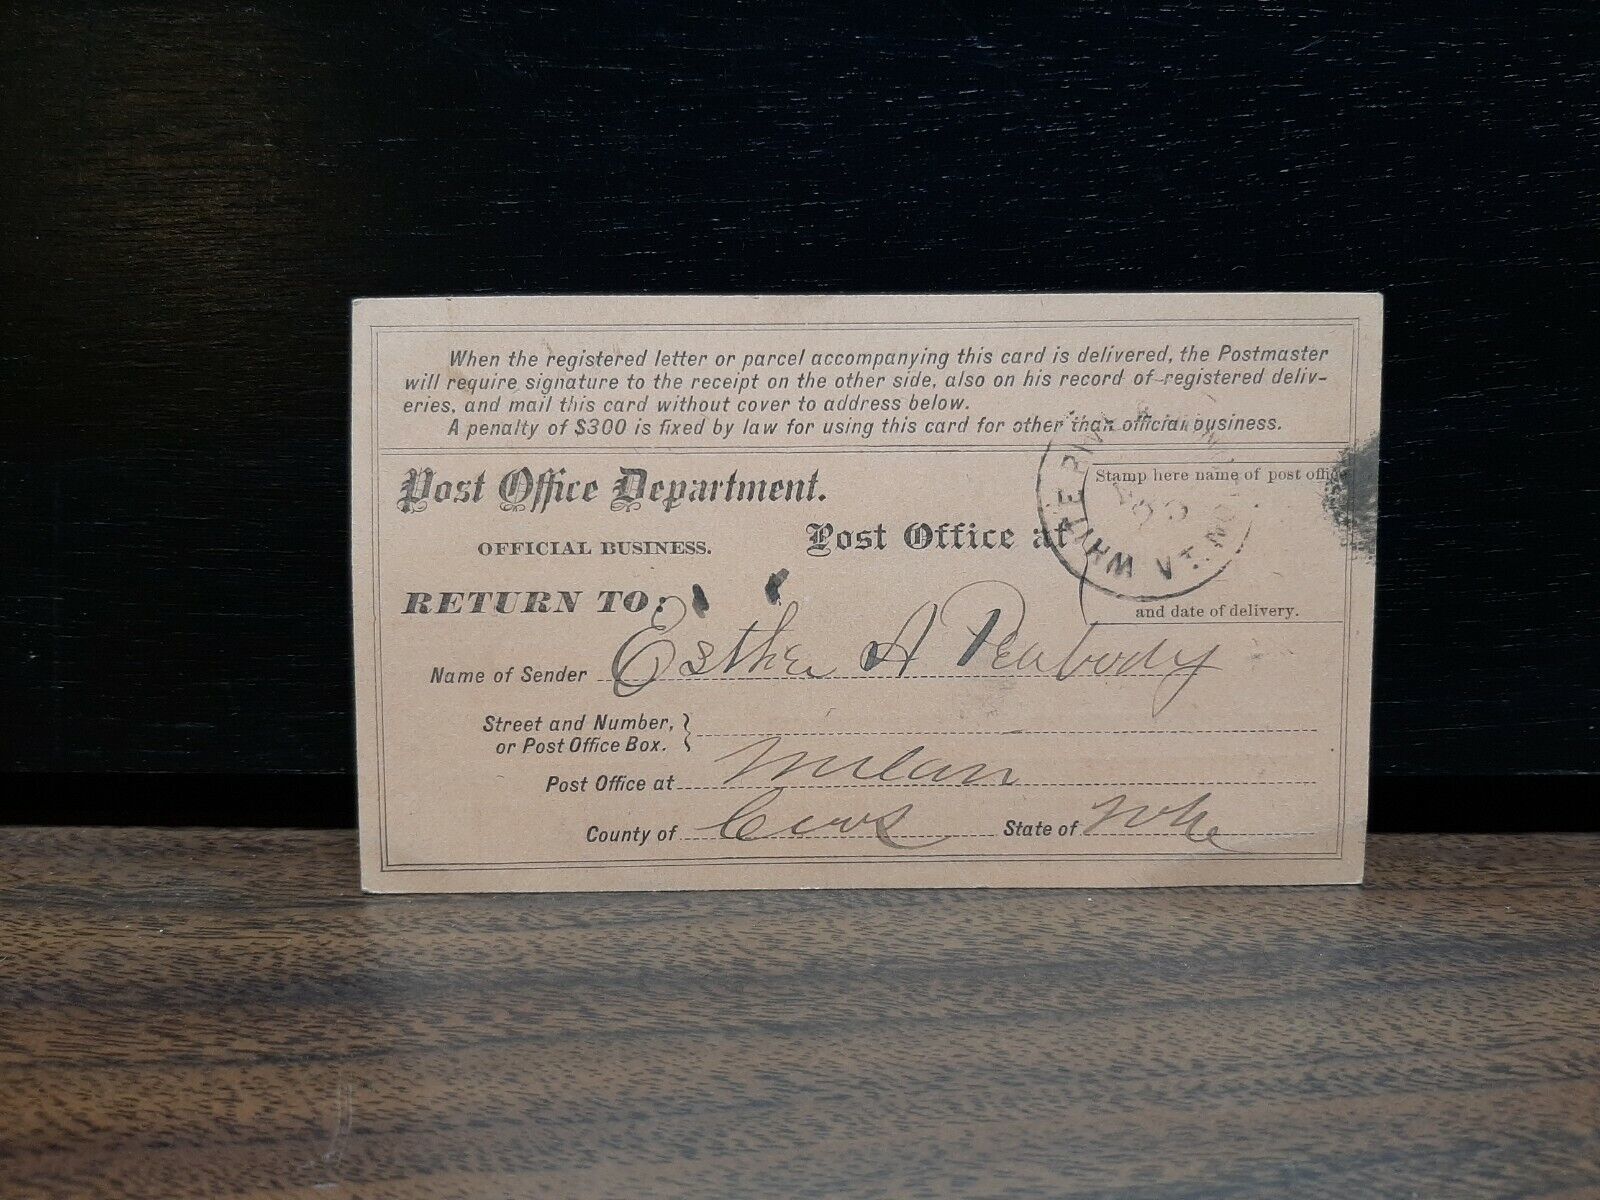 When the registered letter or parcel accompanying this card is delivered, the Postmaster
will require signature to the receipt on the other side, also on his record of registered deliv-
eries, and mail this card without cover to address below.
A penalty of $300 is fixed by law for using this card for other than official business.
Post Office Department.
OFFICIAL BUSINESS.
Post Office at
Stamp here name of post office
WHITE RIV
VT.
and date of delivery.
RETURN TO:
Name of Sender Esther A Peabody
Street and Number,
or Post Office Box.
Post Office at Milan
County of Coos State of